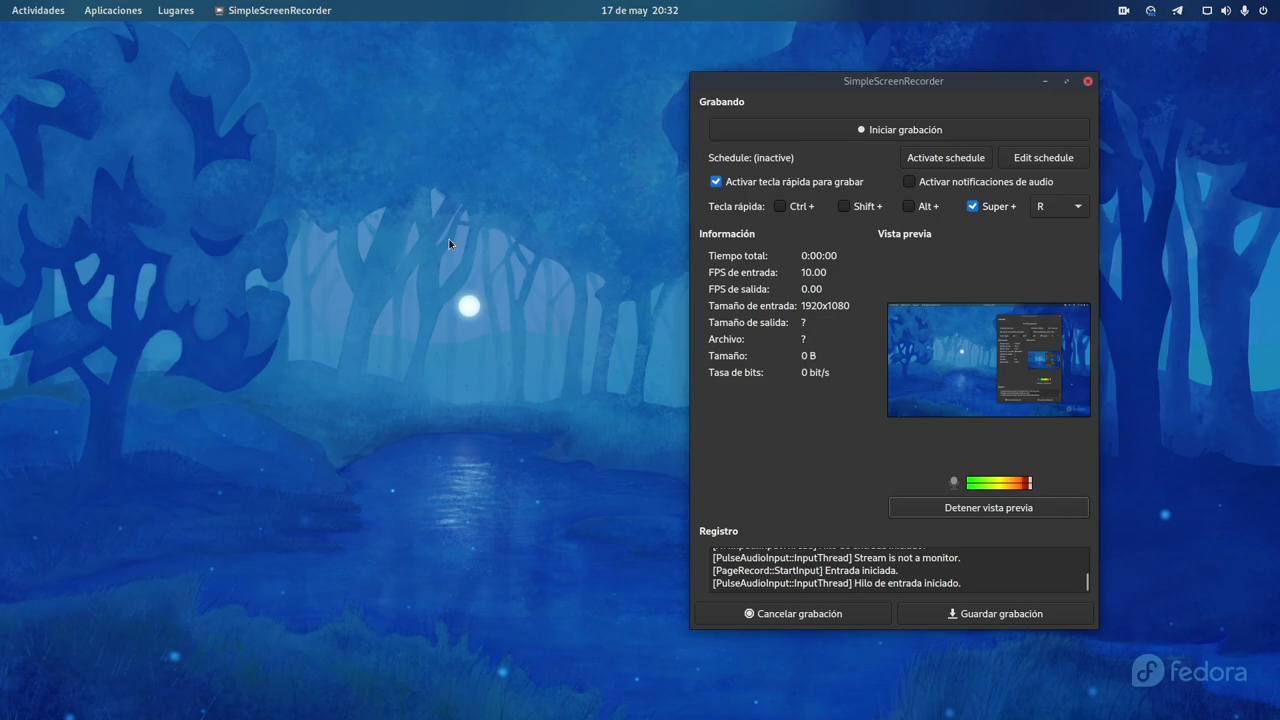 Actividades Aplicaciones Lugares SimpleScreenRecorder 17 de may 20:32
SimpleScreenRecorder
Grabando
Iniciar grabación
Schedule: (inactive) Activate schedule Edit schedule
Activar tecla rápida para grabar Activar notificaciones de audio
Tecla rápida: Ctrl + Shift + Alt + Super + R
Información Vista previa
Tiempo total: 0:00:00
FPS de entrada: 10.00
FPS de salida: 0.00
Tamaño de entrada: 1920x1080
Tamaño de salida: ?
Archivo: ?
Tamaño: 0 B
Tasa de bits: 0 bit/s
Detener vista previa
Registro
[PulseAudioInput::InputThread] Stream is not a monitor.
[PageRecord::StartInput] Entrada iniciada.
[PulseAudioInput::InputThread] Hilo de entrada iniciado.
Cancelar grabación Guardar grabación
fedora